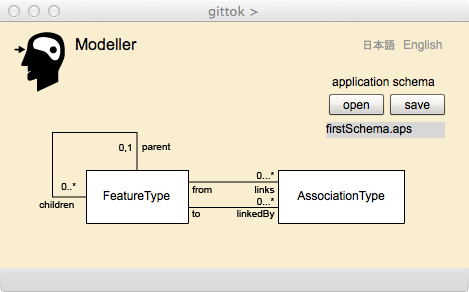 gittok >
Modeller
日本語 English
application schema
open save
firstSchema.aps
0,1 parent
0..*
children
FeatureType
from
to
0...*
links
0...*
linkedBy
AssociationType